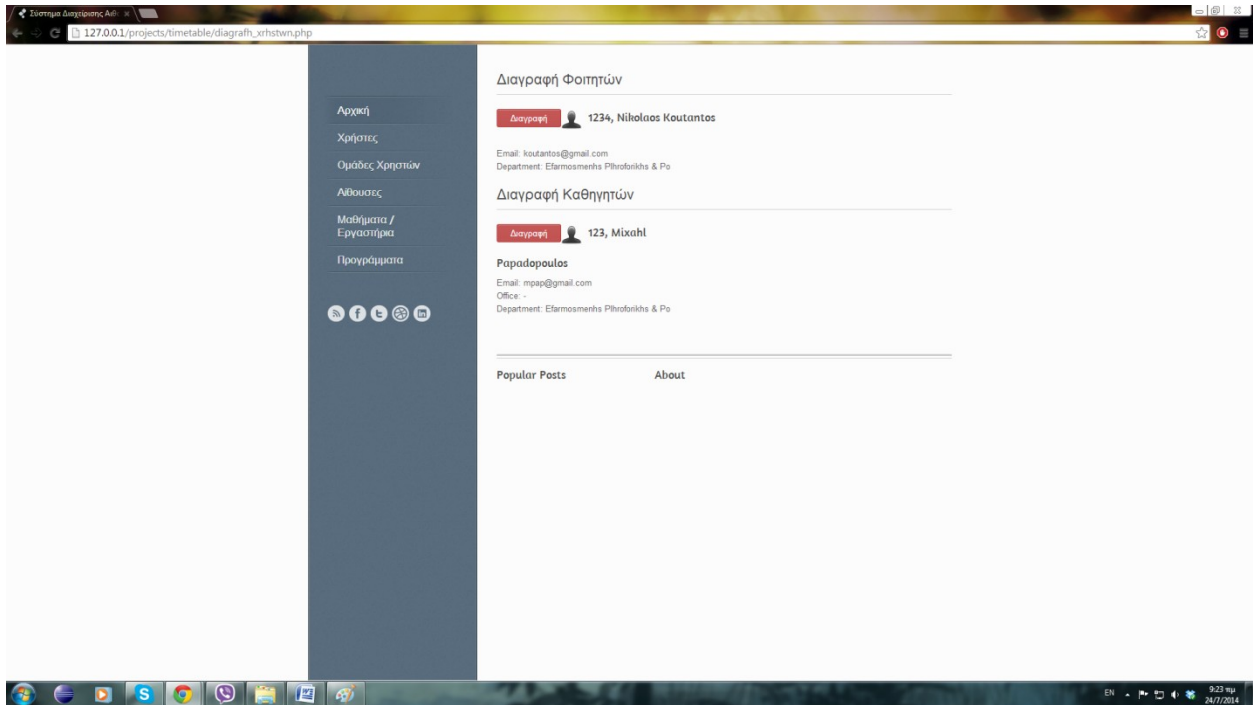 Σύστημα Διαχείρισης Αιθ
127.0.0.1/projects/timetable/diagrafh_xrhstwn.php
Αρχική
Χρήστες
Ομάδες Χρηστών
Αίθουσες
Μαθήματα /
Εργαστήρια
Προγράμματα
Διαγραφή Φοιτητών
Διαγραφή
1234, Nikolaos Koutantos
Email: koutantos@gmail.com
Department: Efarmosmenhs Plhroforikhs & Po
Διαγραφή Καθηγητών
Διαγραφή
123, Mixahl
Papadopoulos
Email: mpap@gmail.com
Office: -
Department: Efarmosmenhs Plhroforikhs & Po
Popular Posts
About
EN
9:23 πμ
24/7/2014